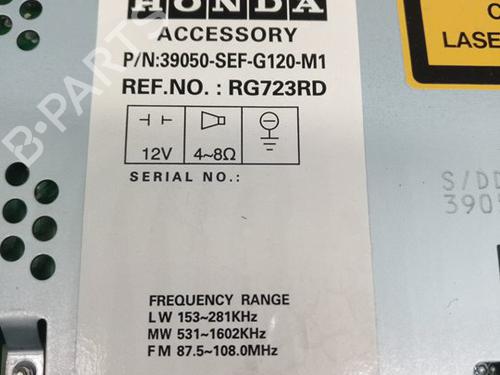 HONDA
ACCESSORY
P/N:39050-SEF-G120-M1
REF.NO. : RG723RD
12V
4~8Ω
SERIAL NO.:
FREQUENCY RANGE
LW 153~281KHz
MW 531~1602KHz
FM 87.5~108.0MHz
C
LASE
S/DD
3905
B-PARTS